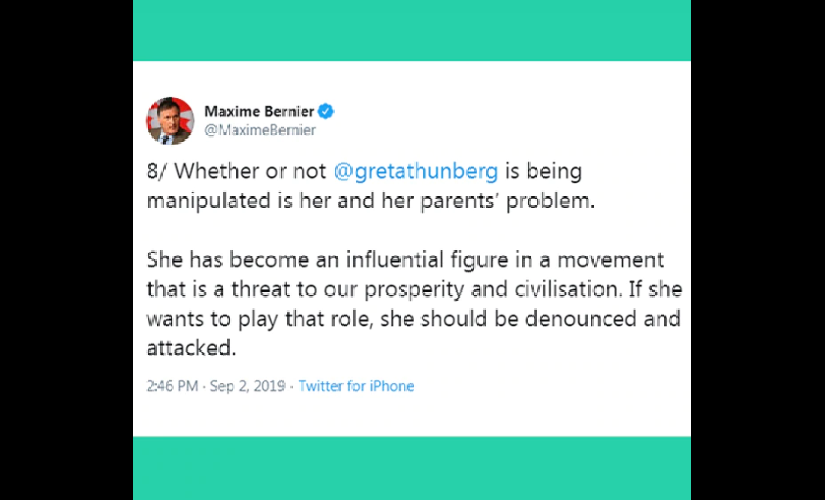 Maxime Bernier
@MaximeBernier
8/ Whether or not @gretathunberg is being
manipulated is her and her parents' problem.
She has become an influential figure in a movement
that is a threat to our prosperity and civilisation. If she
wants to play that role, she should be denounced and
attacked.
2:46 PM · Sep 2, 2019 · Twitter for iPhone